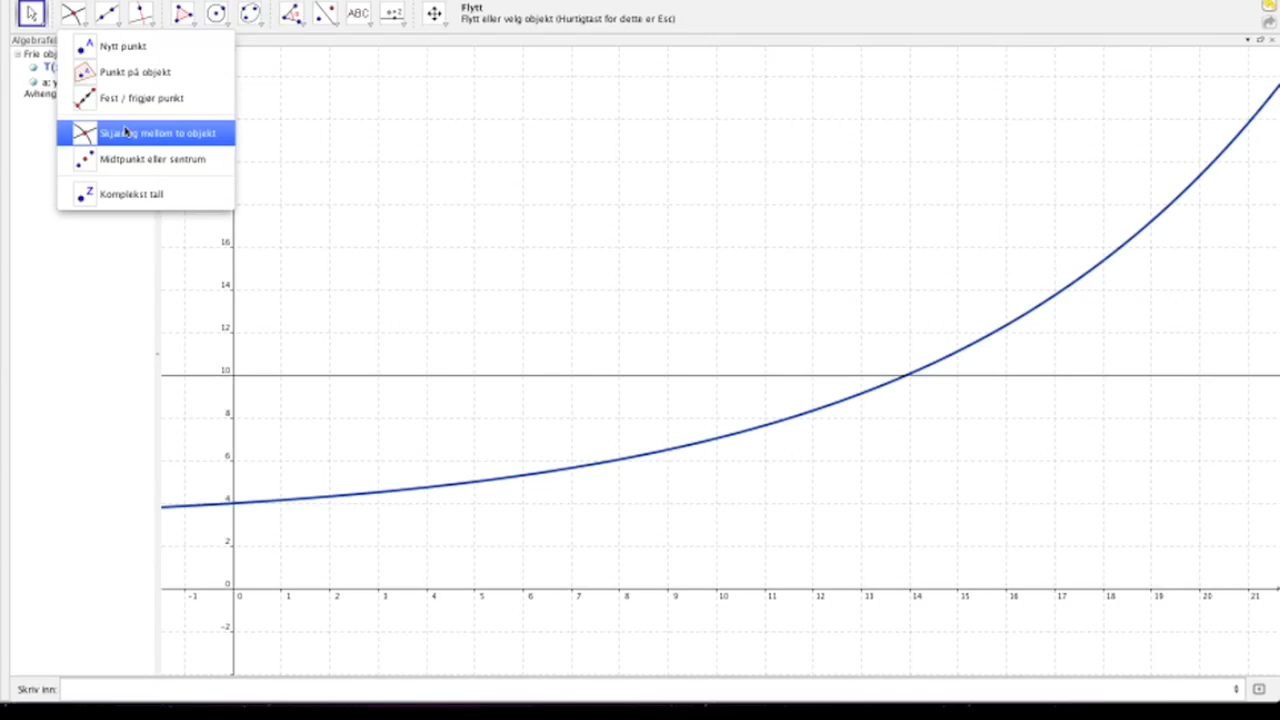 Flytt
ABC
a=2
Flytt eller velg objekt (Hurtigtast for dette er Esc)
A
Nytt punkt
Punkt på objekt
Fest / frigjør punkt
mellom to objekt
Midtpunkt eller sentrum
Z
Komplekst tall
Frie obj
T(
a: y
Avheng
16
14
12
10
8
6
4
2
0
-2
-1 0 1 2 3 4 5 6 7 8 9 10 11 12 13 14 15 16 17 18 19 20 21
Skriv inn: